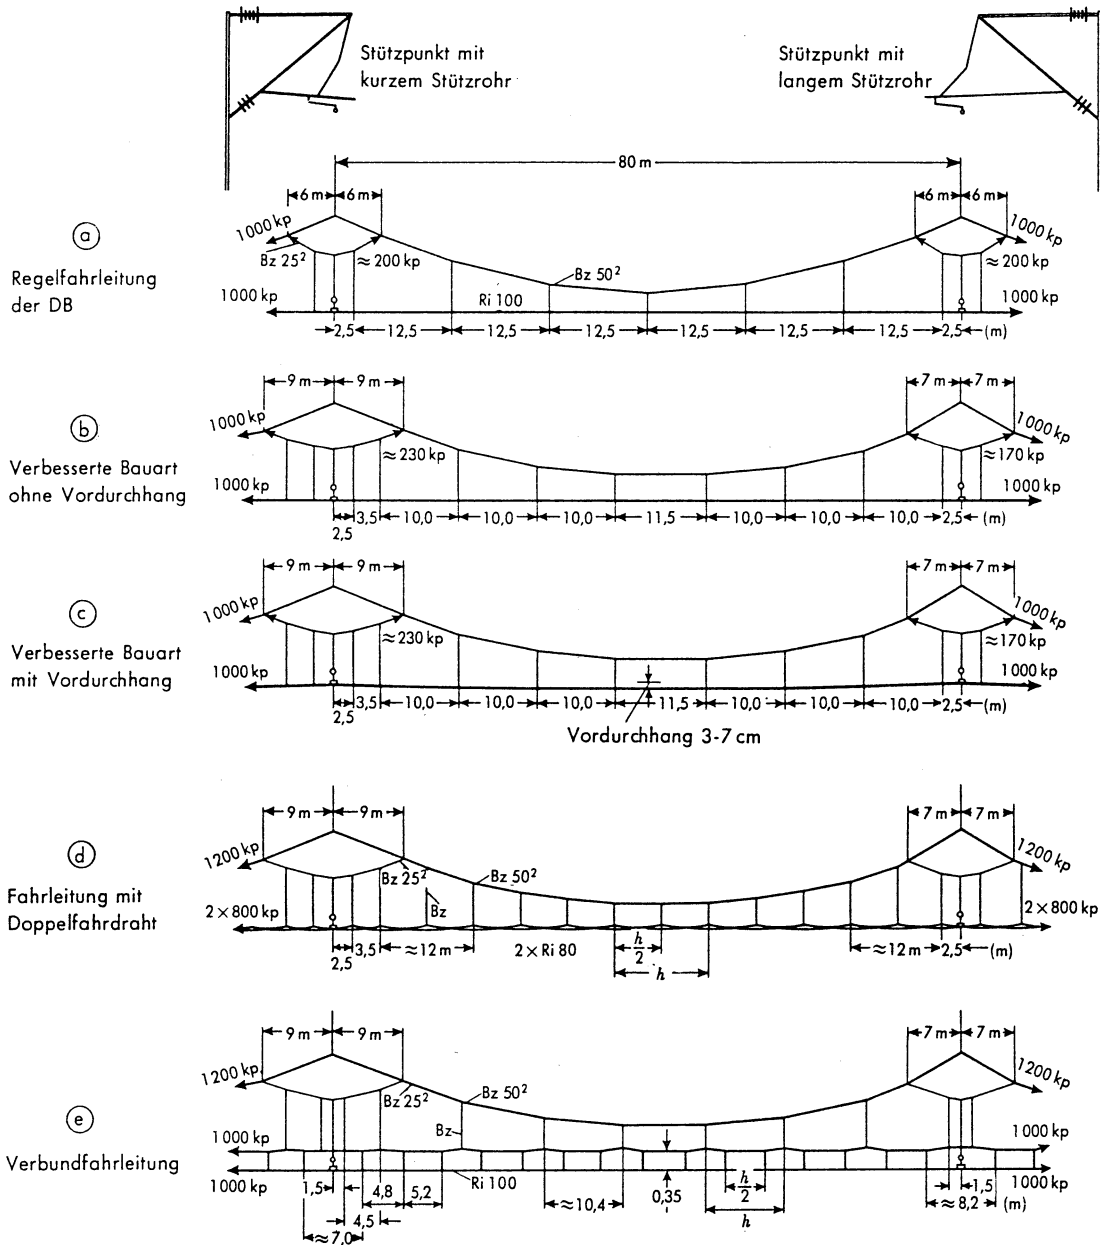 Stützpunkt mit
kurzem Stützrohr
Stützpunkt mit
langem Stützrohr
80 m
6 m 6 m 6 m 6 m
1000 kp 1000 kp
a
Bz 25² ≈200 kp Bz 50² ≈200 kp
Regelfahrleitung
der DB
1000 kp Ri 100 1000 kp
2,5 12,5 12,5 12,5 12,5 12,5 12,5 2,5 (m)
9 m 9 m 7 m 7 m
1000 kp 1000 kp
b
≈230 kp ≈170 kp
Verbesserte Bauart
ohne Vordurchhang
1000 kp 1000 kp
3,5 10,0 10,0 10,0 11,5 10,0 10,0 10,0 2,5 (m)
2,5
9 m 9 m 7 m 7 m
1000 kp 1000 kp
c
≈230 kp ≈170 kp
Verbesserte Bauart
mit Vordurchhang
1000 kp 1000 kp
3,5 10,0 10,0 10,0 11,5 10,0 10,0 10,0 2,5 (m)
2,5
Vordurchhang 3-7 cm
9 m 9 m 7 m 7 m
1200 kp 1200 kp
d
Bz 25² Bz 50²
Fahrleitung mit
Doppelfahrdraht
2×800 kp Bz 2×800 kp
3,5 ≈12 m 2×Ri 80 h/2 ≈12 m 2,5 (m)
2,5 h
9 m 9 m 7 m 7 m
1200 kp 1200 kp
e
Bz 25² Bz 50²
1000 kp Bz 1000 kp
Verbundfahrleitung
1000 kp Ri 100 1000 kp
1,5 4,8 5,2 ≈10,4 0,35 h/2 1,5
4,5 h ≈8,2 (m)
≈7,0